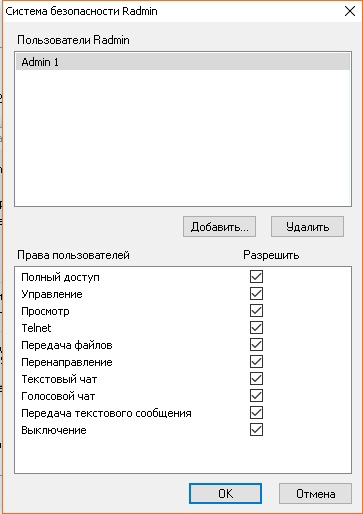 Система безопасности Radmin
Пользователи Radmin
Admin 1
Добавить... Удалить
Права пользователей Разрешить
Полный доступ
Управление
Просмотр
Telnet
Передача файлов
Перенаправление
Текстовый чат
Голосовой чат
Передача текстового сообщения
Выключение
OK Отмена